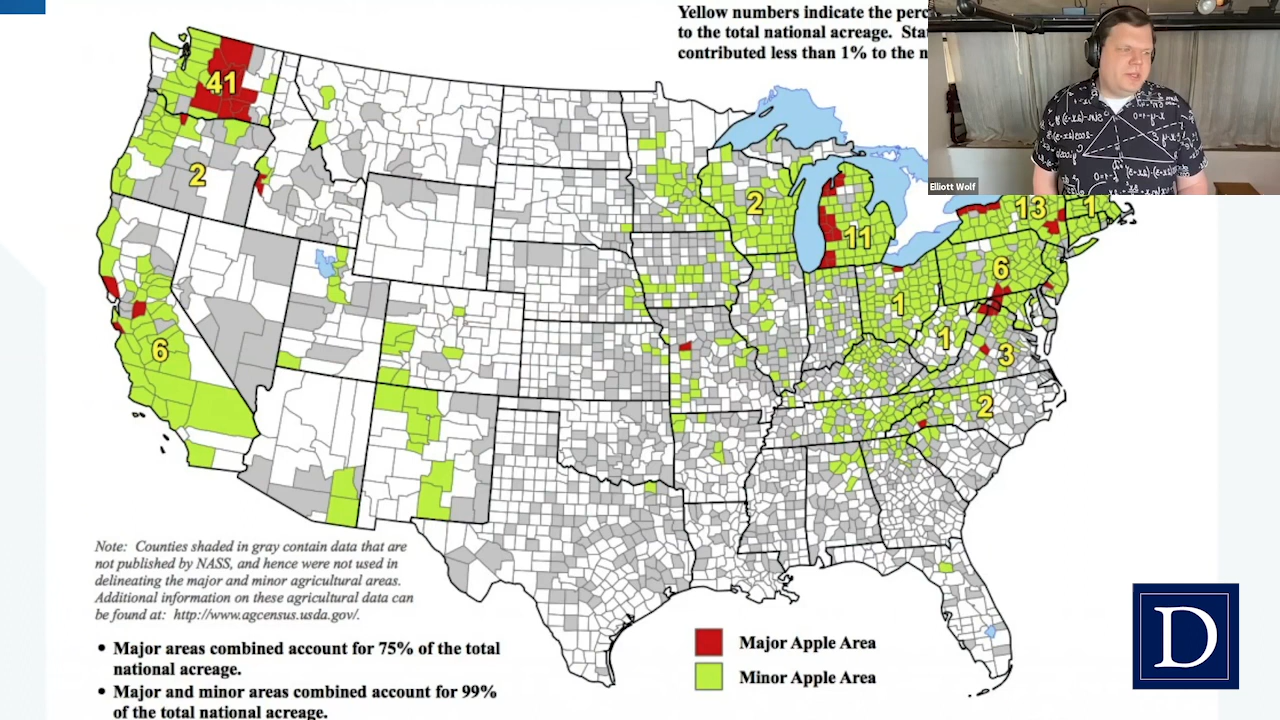 Yellow numbers indicate the
to the total national acreage.
contributed less than 1% to the
Elliott Wolf
41
2
2
11
13
1
6
1
1
3
6
2
Note: Counties shaded in gray contain data that are
not published by NASS, and hence were not used in
delineating the major and minor agricultural areas.
Additional information on these agricultural data can
be found at: http://www.agcensus.usda.gov/.
• Major areas combined account for 75% of the total
national acreage.
• Major and minor areas combined account for 99%
of the total national acreage.
Major Apple Area
Minor Apple Area
D